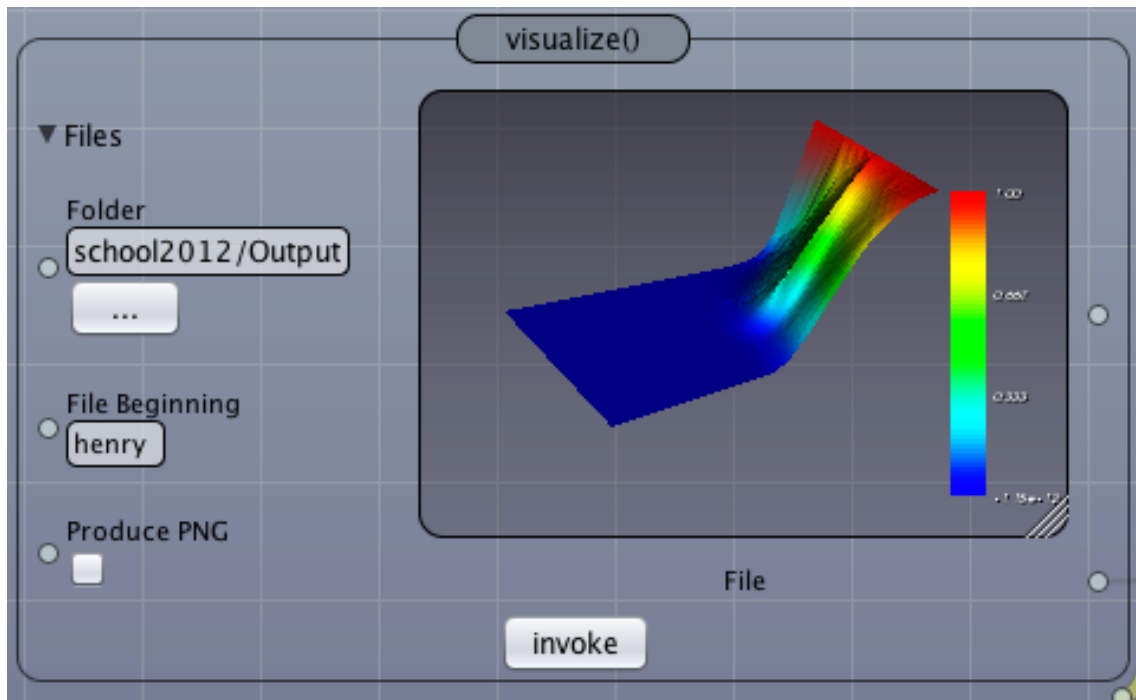 visualize()
Files
Folder
school2012/Output
...
File Beginning
henry
Produce PNG
1.00
0.667
0.333
File
invoke